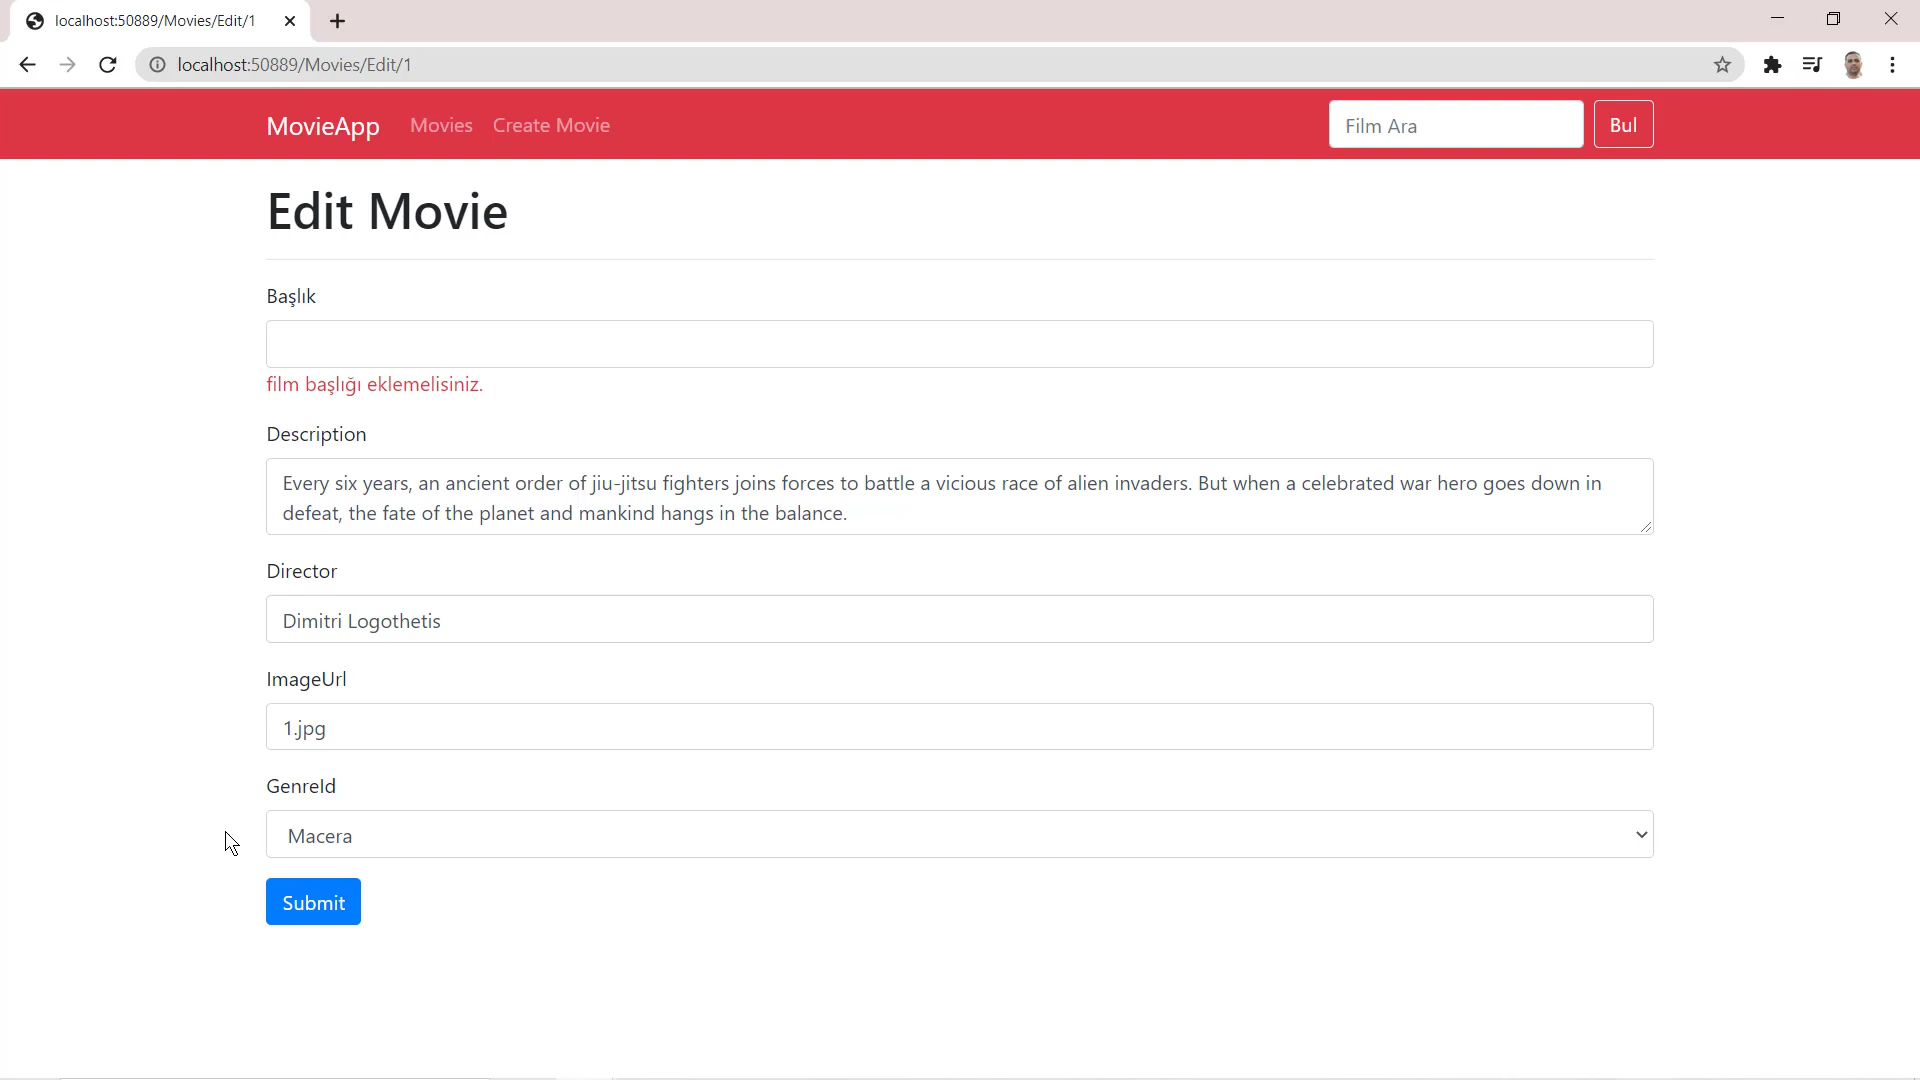 localhost:50889/Movies/Edit/1
localhost:50889/Movies/Edit/1
MovieApp Movies Create Movie Film Ara Bul
Edit Movie
Başlık
film başlığı eklemelisiniz.
Description
Every six years, an ancient order of jiu-jitsu fighters joins forces to battle a vicious race of alien invaders. But when a celebrated war hero goes down in
defeat, the fate of the planet and mankind hangs in the balance.
Director
Dimitri Logothetis
ImageUrl
1.jpg
GenreId
Macera
Submit